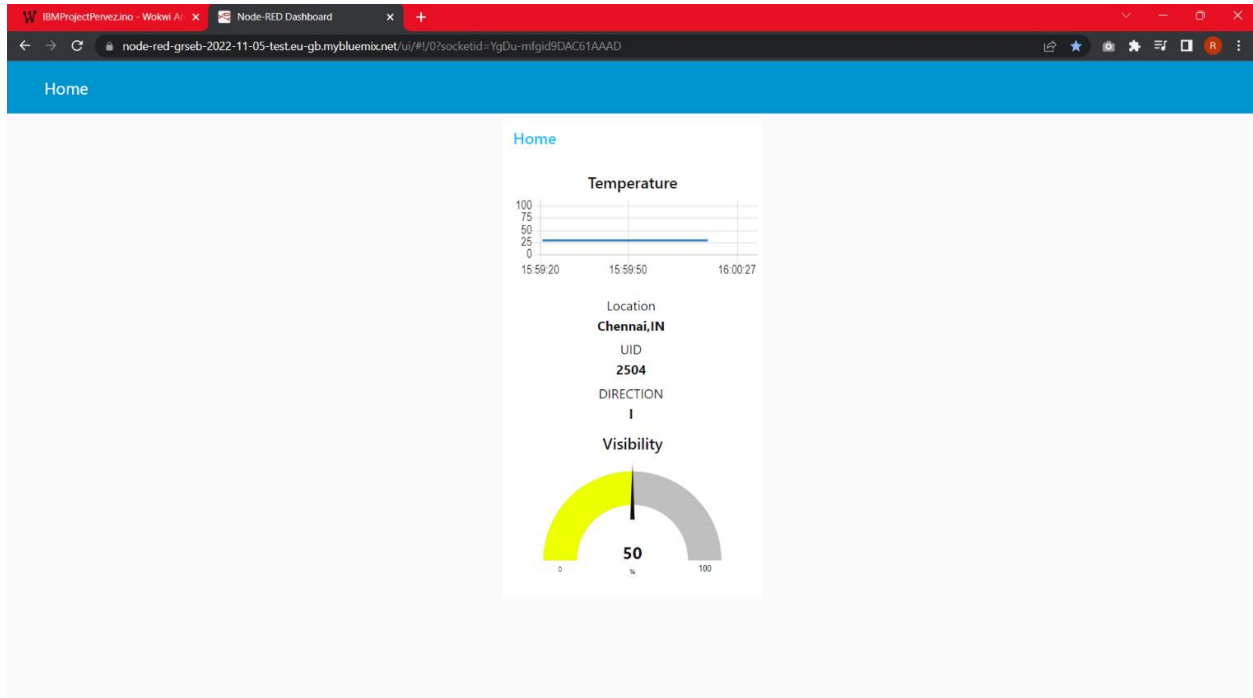 IBMProjectPervez.ino - Wokwi Ar
Node-RED Dashboard
node-red-grseb-2022-11-05-test.eu-gb.mybluemix.net/ui/#!/0?socketid=YgDu-mfgid9DAC61AAAD
R
Home
Home
Temperature
100
75
50
25
0
15:59:20 15:59:50 16:00:27
Location
Chennai,IN
UID
2504
DIRECTION
I
Visibility
50
0 % 100